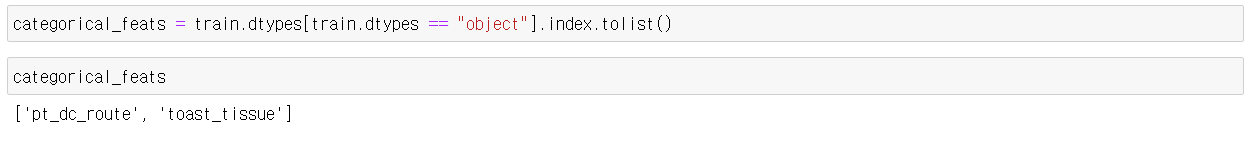 categorical_feats = train.dtypes[train.dtypes == "object"].index.tolist()
categorical_feats
['pt_dc_route', 'toast_tissue']